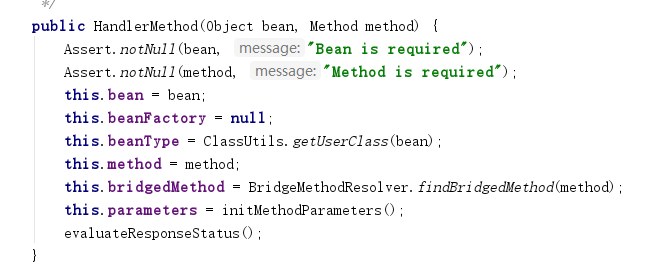 */
public HandlerMethod(Object bean, Method method) {
Assert.notNull(bean, message: "Bean is required");
Assert.notNull(method, message: "Method is required");
this.bean = bean;
this.beanFactory = null;
this.beanType = ClassUtils.getUserClass(bean);
this.method = method;
this.bridgedMethod = BridgeMethodResolver.findBridgedMethod(method);
this.parameters = initMethodParameters();
evaluateResponseStatus();
}